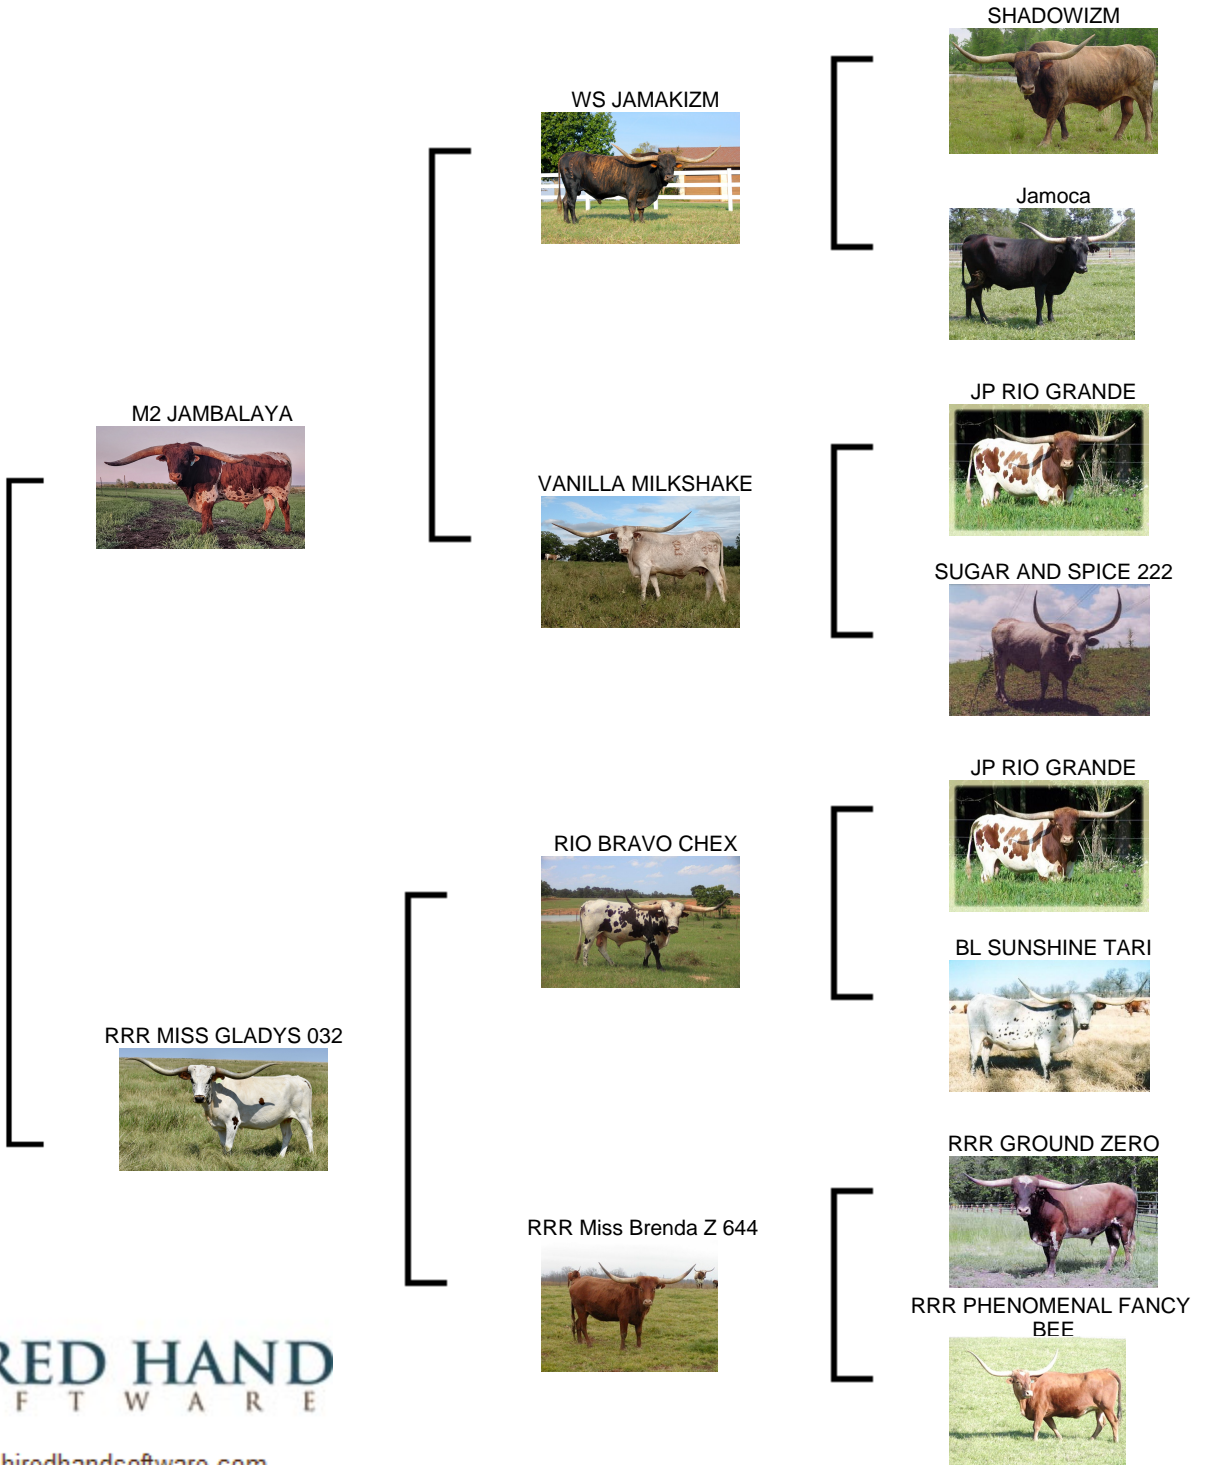 SHADOWIZM
WS JAMAKIZM
Jamoca
JP RIO GRANDE
M2 JAMBALAYA
VANILLA MILKSHAKE
SUGAR AND SPICE 222
JP RIO GRANDE
RIO BRAVO CHEX
BL SUNSHINE TARI
RRR MISS GLADYS 032
RRR GROUND ZERO
RRR Miss Brenda Z 644
RRR PHENOMENAL FANCY
BEE
RED HAND
F T W A R E
hiredhandsoftware.com